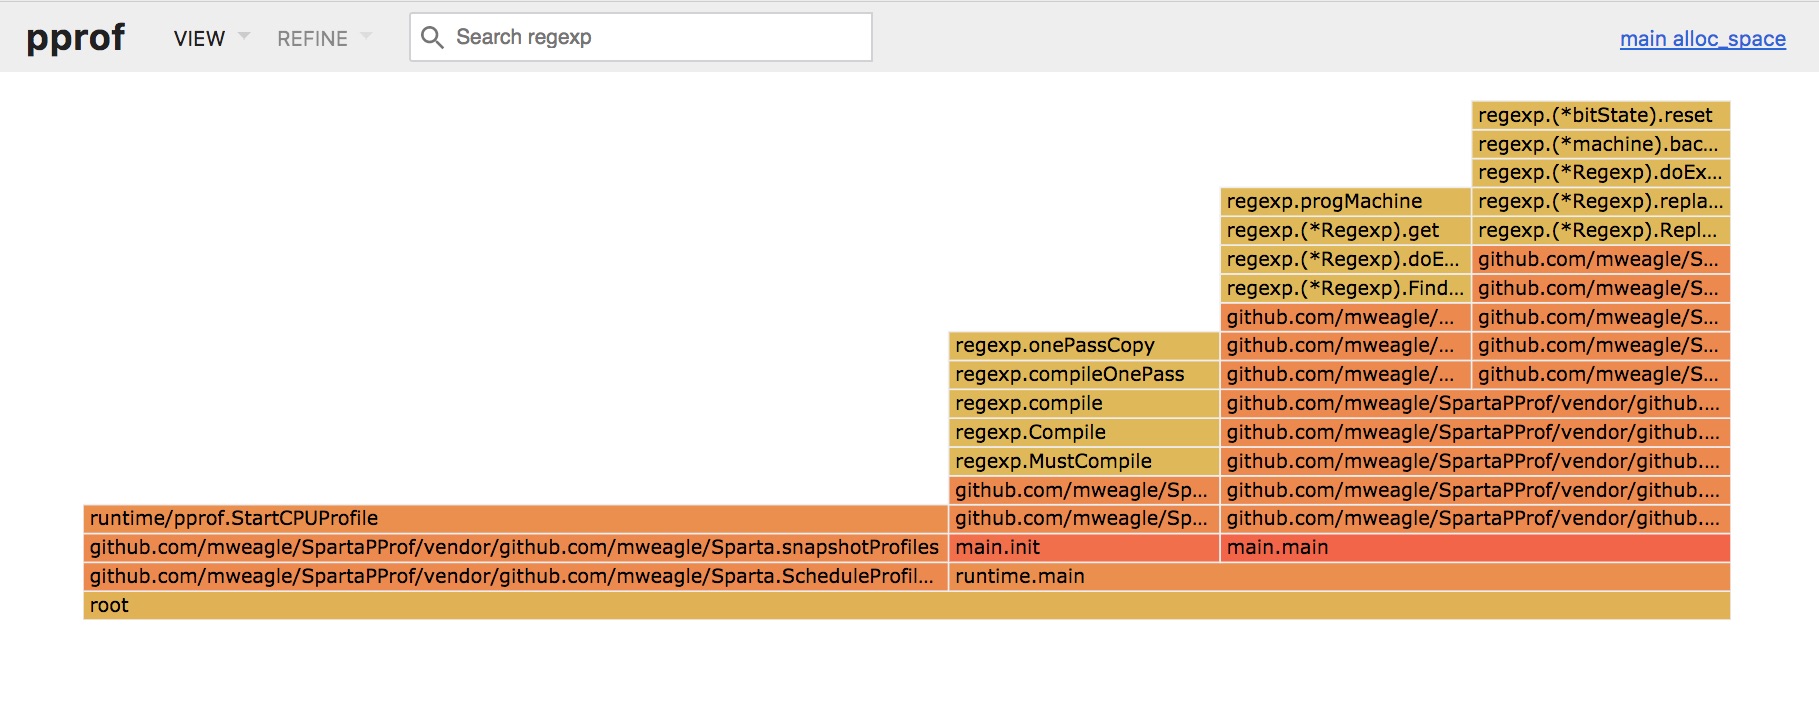 pprof VIEW REFINE Search regexp main alloc_space
regexp.(*bitState).reset
regexp.(*machine).bac...
regexp.(*Regexp).doEx...
regexp.progMachine regexp.(*Regexp).repla...
regexp.(*Regexp).get regexp.(*Regexp).Repl...
regexp.(*Regexp).doE... github.com/mweagle/S...
regexp.(*Regexp).Find... github.com/mweagle/S...
github.com/mweagle/... github.com/mweagle/S...
regexp.onePassCopy github.com/mweagle/... github.com/mweagle/S...
regexp.compileOnePass github.com/mweagle/... github.com/mweagle/S...
regexp.compile github.com/mweagle/SpartaPProf/vendor/github....
regexp.Compile github.com/mweagle/SpartaPProf/vendor/github....
regexp.MustCompile github.com/mweagle/SpartaPProf/vendor/github....
github.com/mweagle/Sp... github.com/mweagle/SpartaPProf/vendor/github....
runtime/pprof.StartCPUProfile github.com/mweagle/Sp... github.com/mweagle/SpartaPProf/vendor/github....
github.com/mweagle/SpartaPProf/vendor/github.com/mweagle/Sparta.snapshotProfiles main.init main.main
github.com/mweagle/SpartaPProf/vendor/github.com/mweagle/Sparta.ScheduleProfil... runtime.main
root